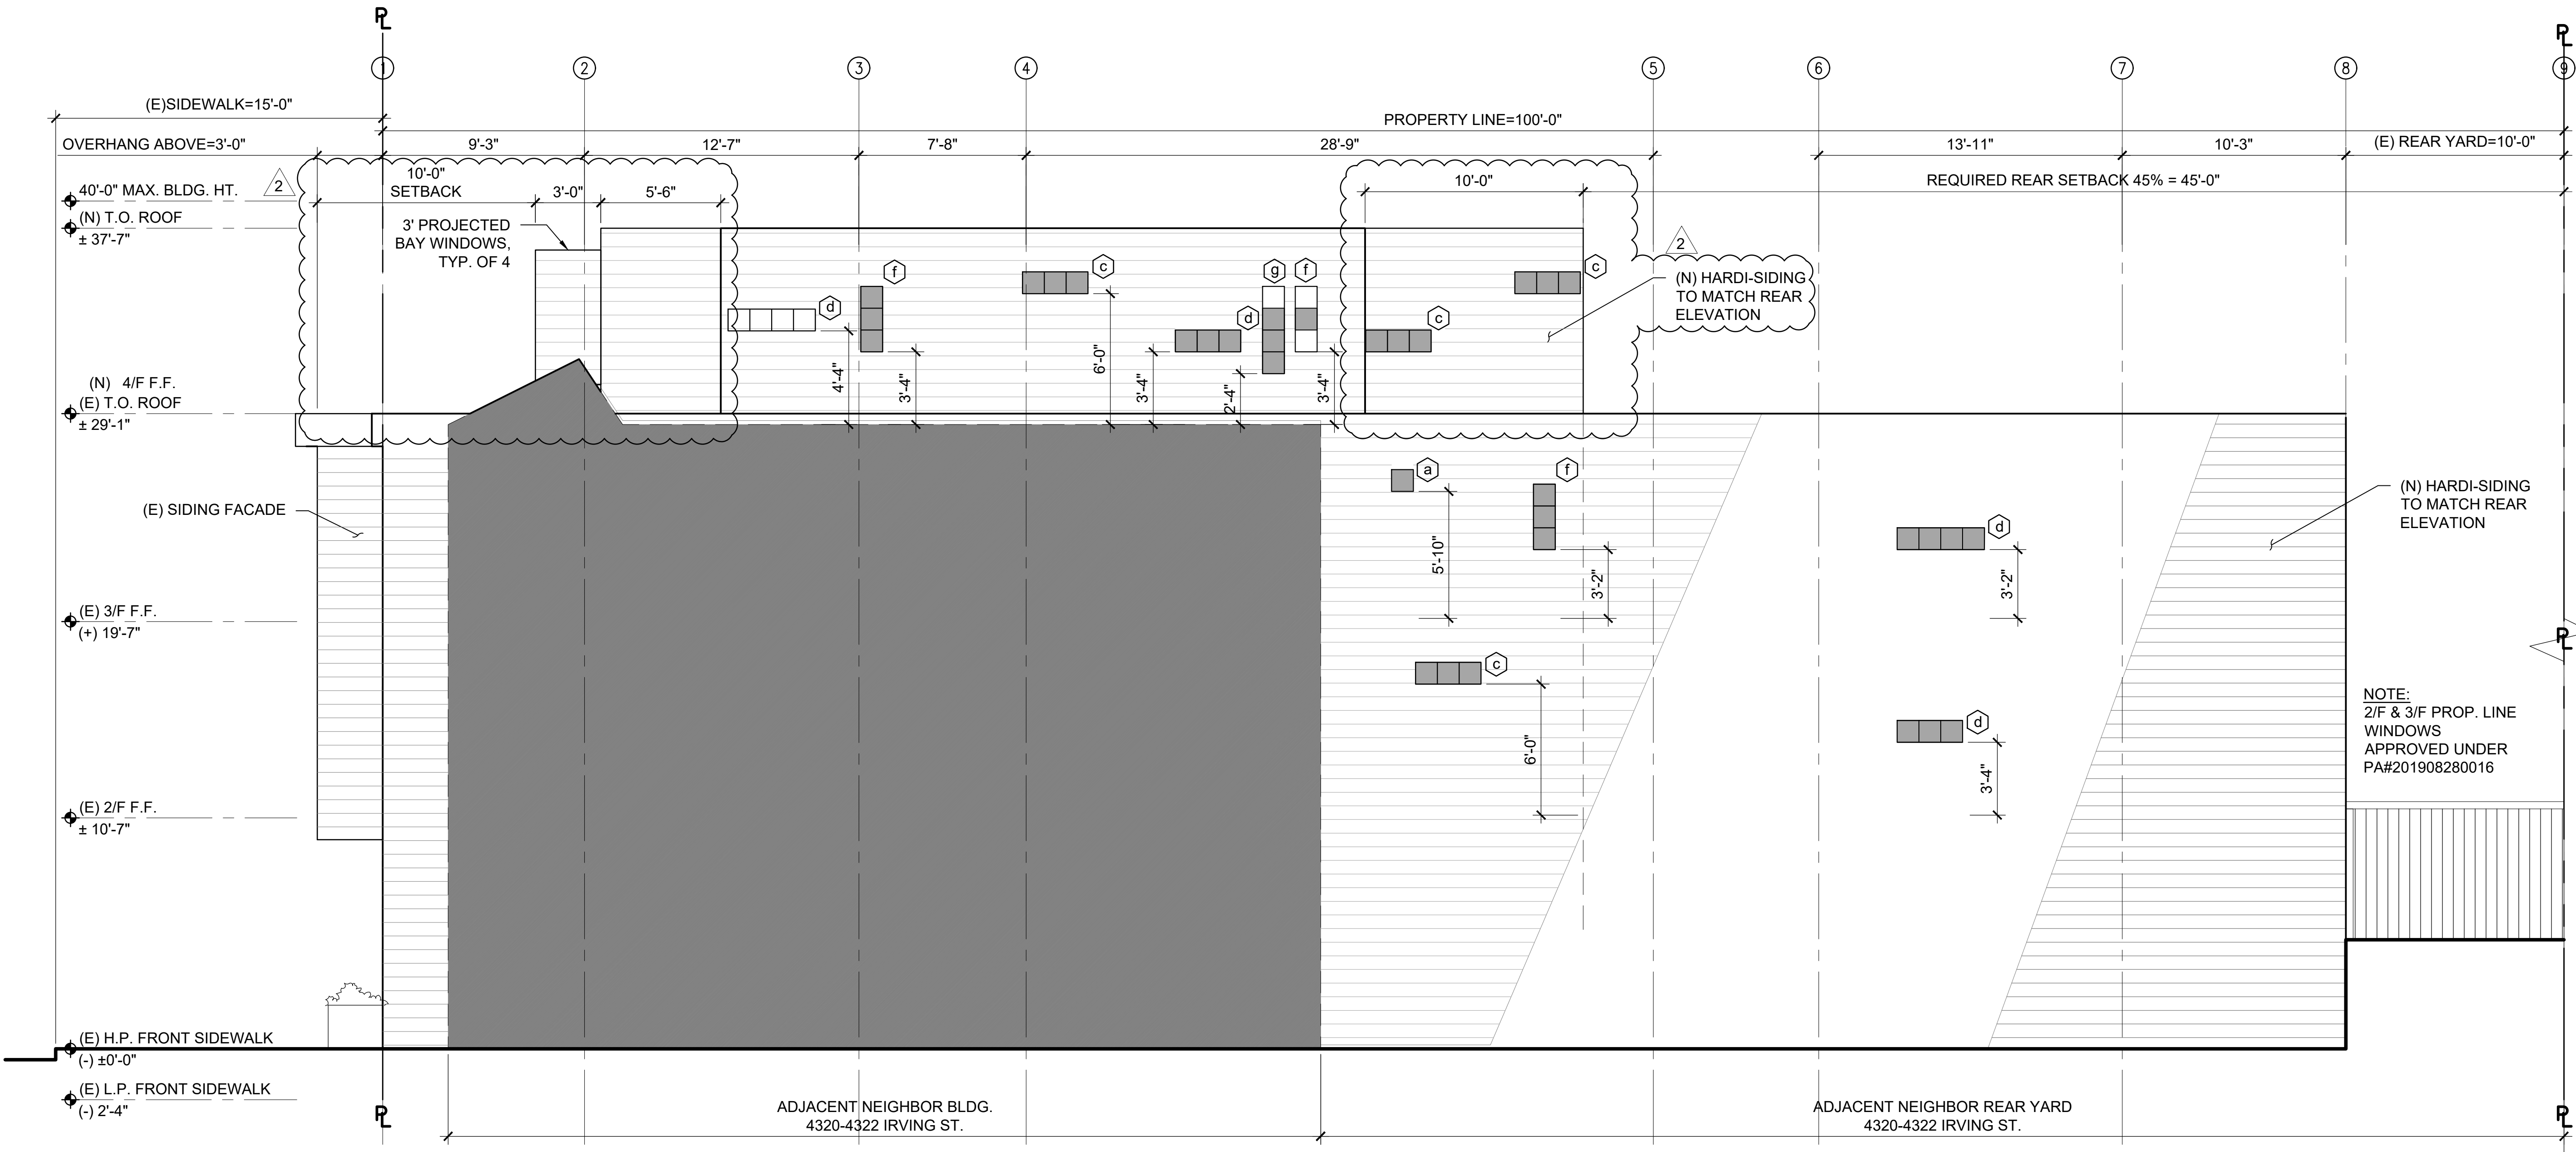 PL
PL
1
2
3
4
5
6
7
8
9
(E)SIDEWALK=15'-0"
PROPERTY LINE=100'-0"
OVERHANG ABOVE=3'-0"
9'-3"
12'-7"
7'-8"
28'-9"
13'-11"
10'-3"
(E) REAR YARD=10'-0"
10'-0"
SETBACK
3'-0"
5'-6"
10'-0"
REQUIRED REAR SETBACK 45% = 45'-0"
2
40'-0" MAX. BLDG. HT.
(N) T.O. ROOF
± 37'-7"
3' PROJECTED
BAY WINDOWS,
TYP. OF 4
2
(N) HARDI-SIDING
TO MATCH REAR
ELEVATION
d
f
c
d
g
f
c
c
4'-4"
3'-4"
6'-0"
3'-4"
2'-4"
3'-4"
(N) 4/F F.F.
(E) T.O. ROOF
± 29'-1"
(E) SIDING FACADE
a
f
d
5'-10"
3'-2"
3'-2"
(N) HARDI-SIDING
TO MATCH REAR
ELEVATION
(E) 3/F F.F.
(+) 19'-7"
PL
c
d
6'-0"
3'-4"
NOTE:
2/F & 3/F PROP. LINE
WINDOWS
APPROVED UNDER
PA#201908280016
(E) 2/F F.F.
± 10'-7"
(E) H.P. FRONT SIDEWALK
(-) ±0'-0"
(E) L.P. FRONT SIDEWALK
(-) 2'-4"
PL
PL
ADJACENT NEIGHBOR BLDG.
4320-4322 IRVING ST.
ADJACENT NEIGHBOR REAR YARD
4320-4322 IRVING ST.